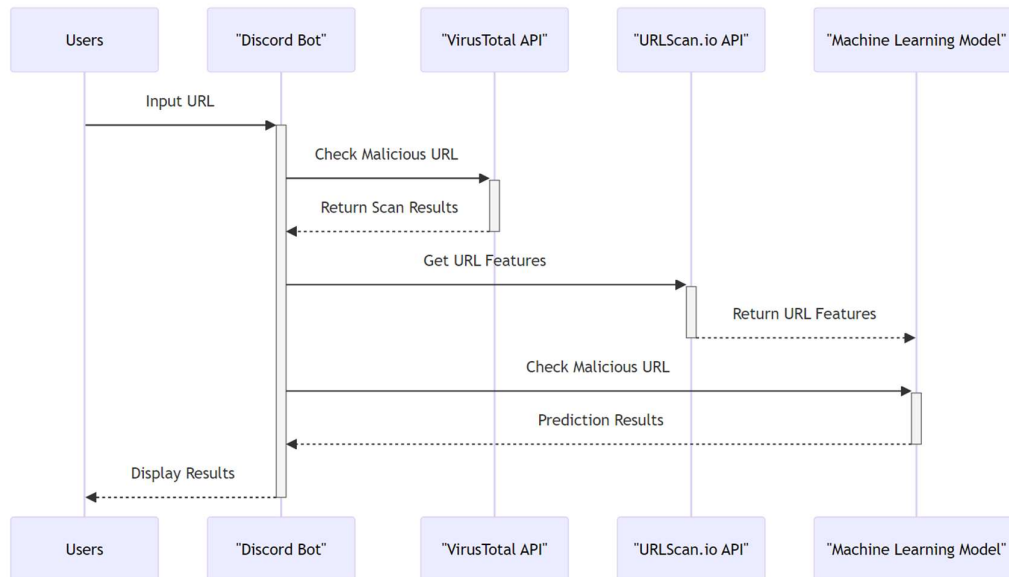 Users
"Discord Bot"
"VirusTotal API"
"URLScan.io API"
"Machine Learning Model"
Input URL
Check Malicious URL
Return Scan Results
Get URL Features
Return URL Features
Check Malicious URL
Prediction Results
Display Results
Users
"Discord Bot"
"VirusTotal API"
"URLScan.io API"
"Machine Learning Model"